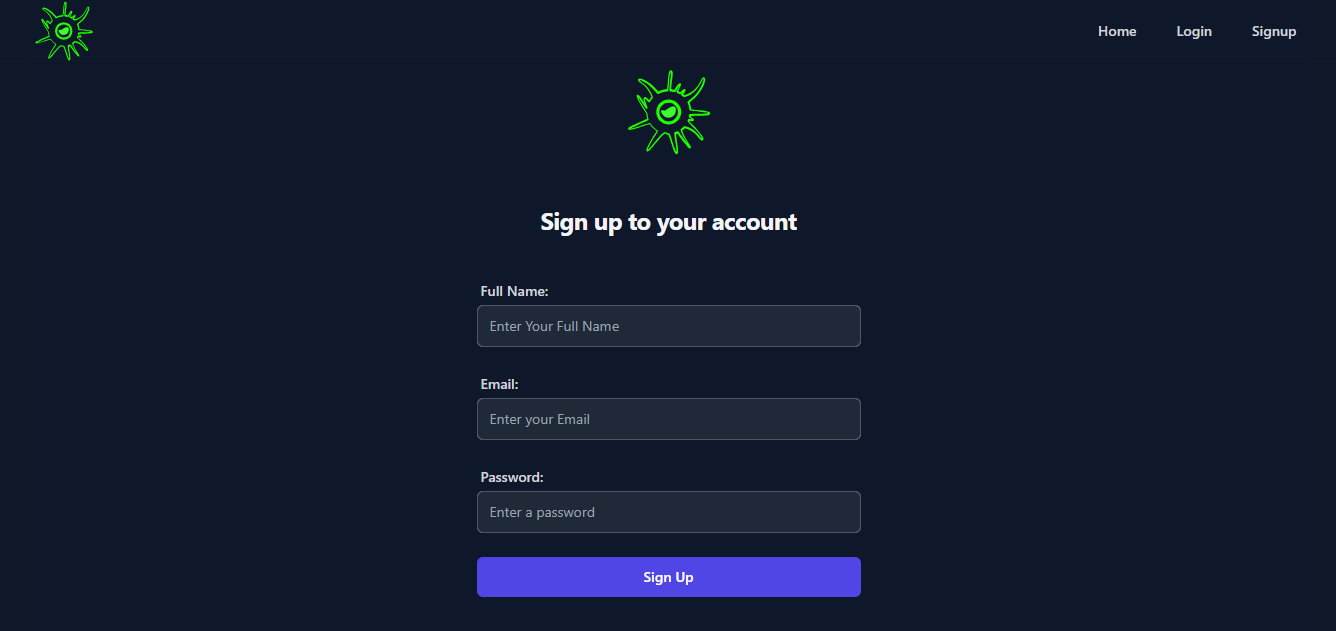 Home Login Signup
Sign up to your account
Full Name:
Enter Your Full Name
Email:
Enter your Email
Password:
Enter a password
Sign Up